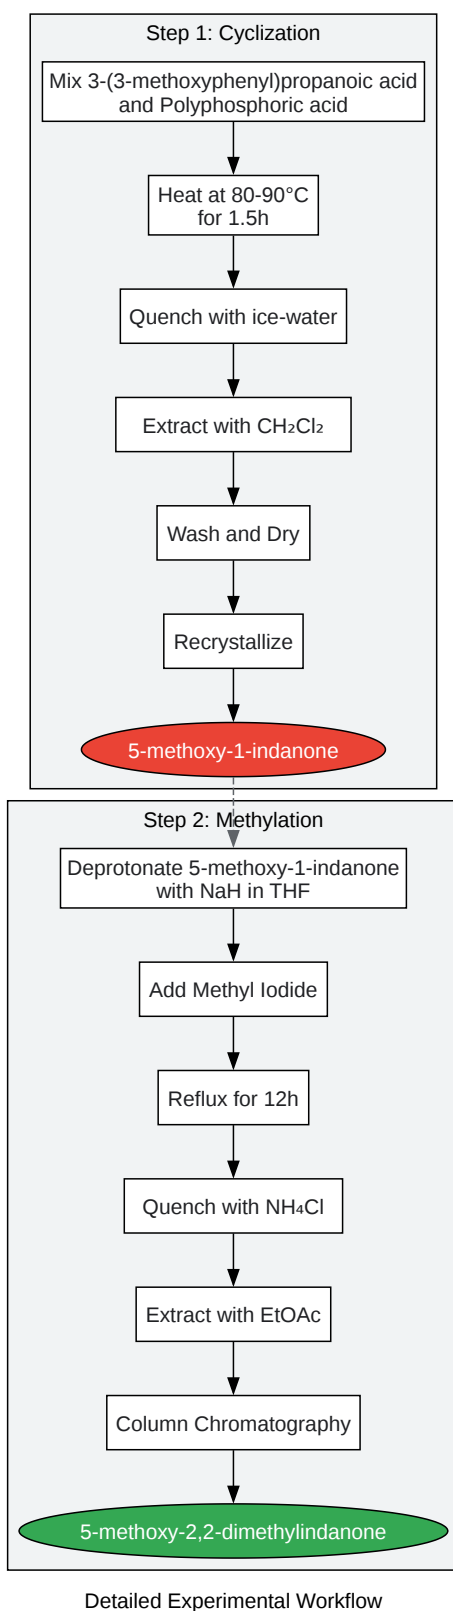 Step 1: Cyclization
Mix 3-(3-methoxyphenyl)propanoic acid
and Polyphosphoric acid
Heat at 80-90°C
for 1.5h
Quench with ice-water
Extract with CH₂Cl₂
Wash and Dry
Recrystallize
5-methoxy-1-indanone
Step 2: Methylation
Deprotonate 5-methoxy-1-indanone
with NaH in THF
Add Methyl Iodide
Reflux for 12h
Quench with NH₄Cl
Extract with EtOAc
Column Chromatography
5-methoxy-2,2-dimethylindanone
Detailed Experimental Workflow